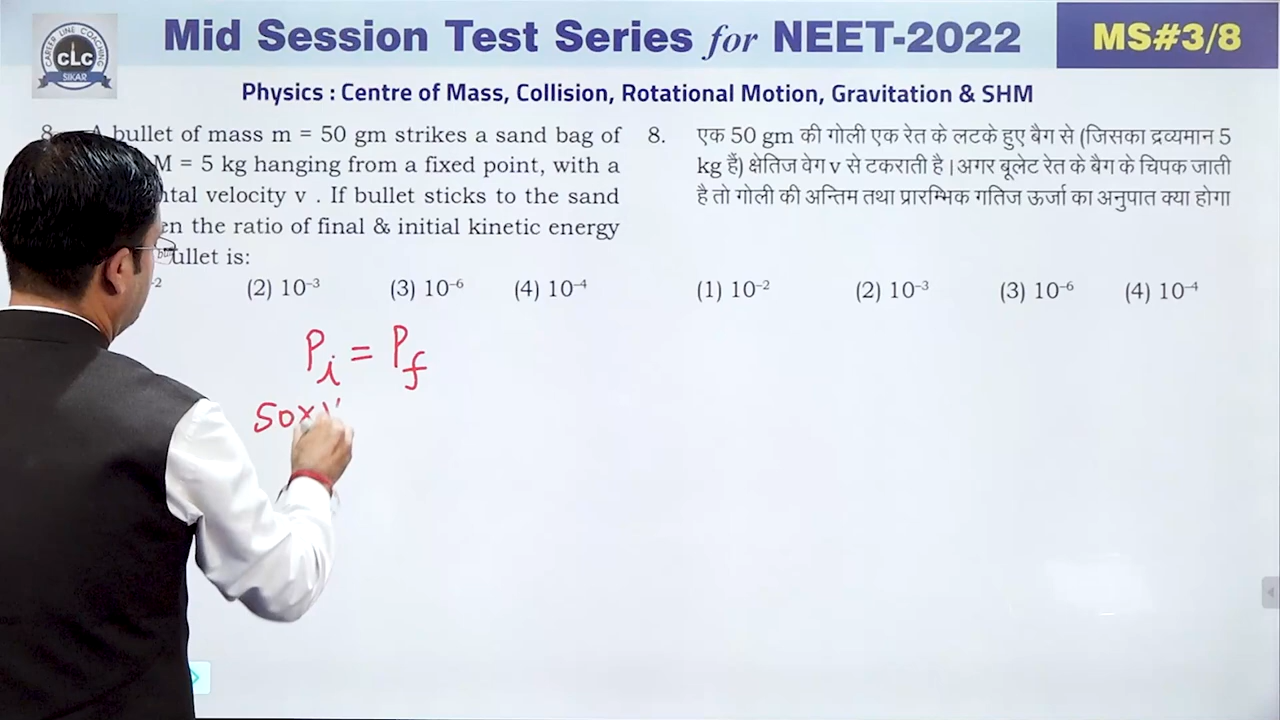 CAREER LINE COACHING
CLC
SIKAR
Mid Session Test Series for NEET-2022
MS#3/8
Physics : Centre of Mass, Collision, Rotational Motion, Gravitation & SHM
8. A bullet of mass m = 50 gm strikes a sand bag of
M = 5 kg hanging from a fixed point, with a
velocity v . If bullet sticks to the sand
the ratio of final & initial kinetic energy
bullet is:
(2) 10⁻³ (3) 10⁻⁶ (4) 10⁻⁴
8. एक 50 gm की गोली एक रेत के लटके हुए बैग से (जिसका द्रव्यमान 5
kg हैं) क्षेतिज वेग v से टकराती है। अगर बूलेट रेत के बैग के चिपक जाती
है तो गोली की अन्तिम तथा प्रारम्भिक गतिज ऊर्जा का अनुपात क्या होगा
(1) 10⁻² (2) 10⁻³ (3) 10⁻⁶ (4) 10⁻⁴
Pi = Pf
50×